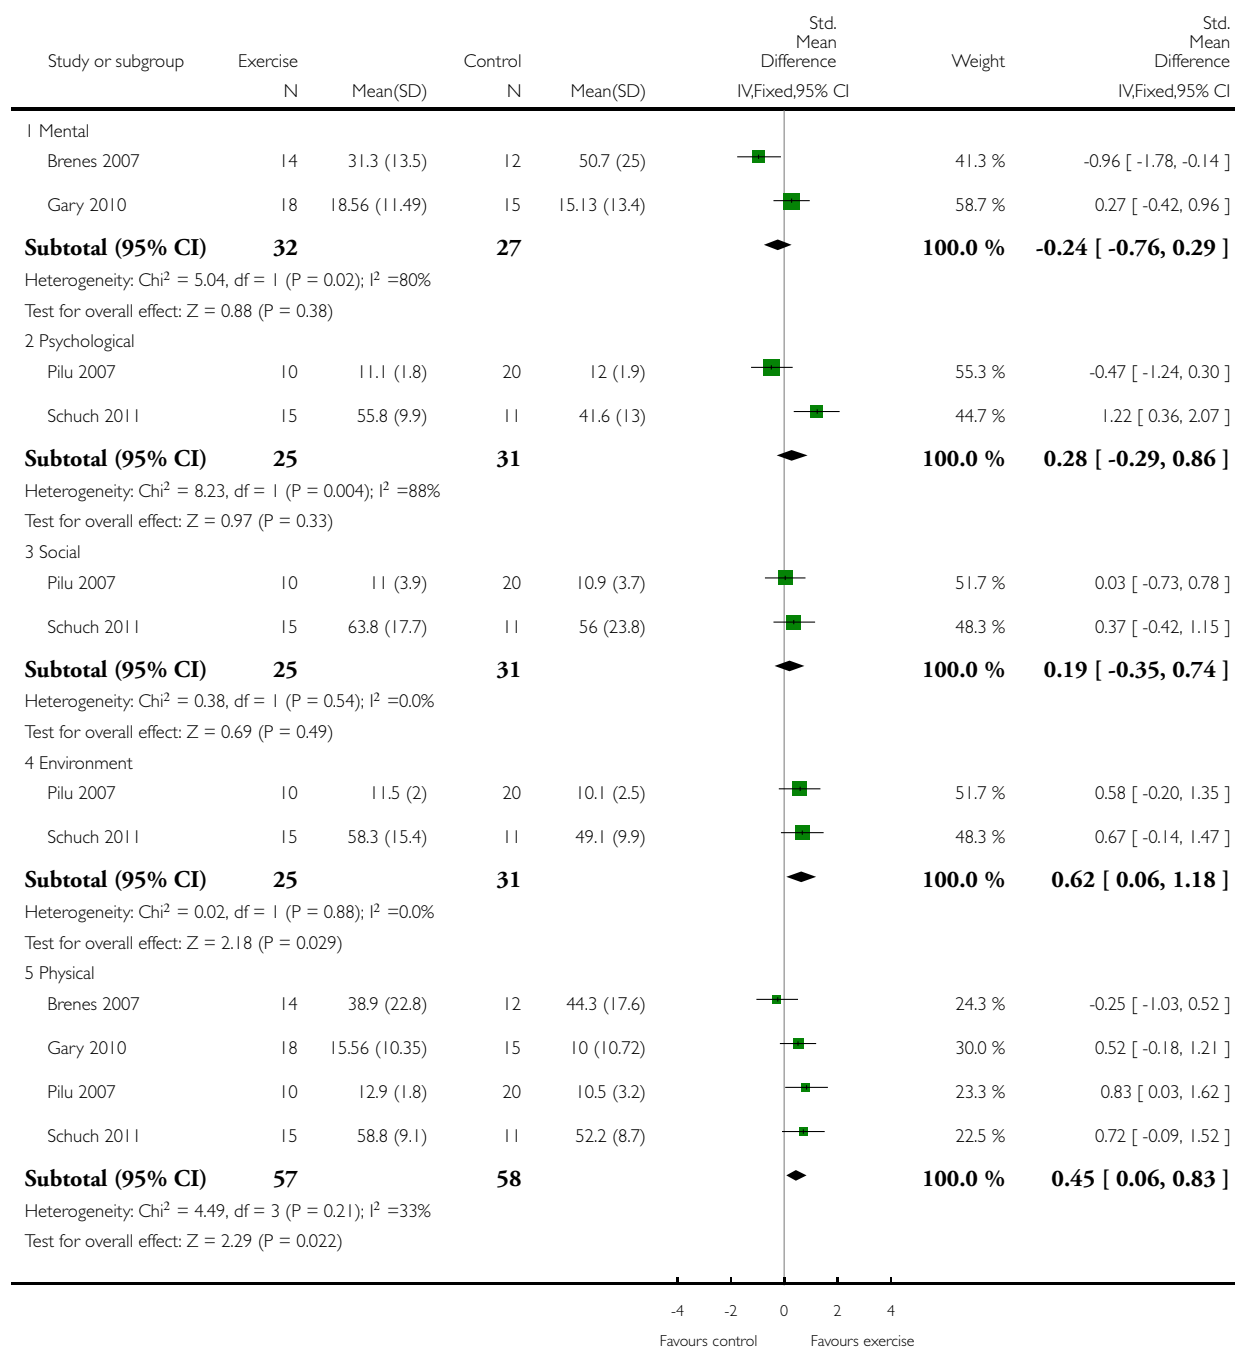 Study or subgroup Exercise Control Std. Mean Difference Weight Std. Mean Difference
N Mean(SD) N Mean(SD) IV,Fixed,95% CI IV,Fixed,95% CI
1 Mental
Brenes 2007 14 31.3 (13.5) 12 50.7 (25) 41.3 % -0.96 [ -1.78, -0.14 ]
Gary 2010 18 18.56 (11.49) 15 15.13 (13.4) 58.7 % 0.27 [ -0.42, 0.96 ]
Subtotal (95% CI) 32 27 100.0 % -0.24 [ -0.76, 0.29 ]
Heterogeneity: Chi² = 5.04, df = 1 (P = 0.02); I² =80%
Test for overall effect: Z = 0.88 (P = 0.38)
2 Psychological
Pilu 2007 10 11.1 (1.8) 20 12 (1.9) 55.3 % -0.47 [ -1.24, 0.30 ]
Schuch 2011 15 55.8 (9.9) 11 41.6 (13) 44.7 % 1.22 [ 0.36, 2.07 ]
Subtotal (95% CI) 25 31 100.0 % 0.28 [ -0.29, 0.86 ]
Heterogeneity: Chi² = 8.23, df = 1 (P = 0.004); I² =88%
Test for overall effect: Z = 0.97 (P = 0.33)
3 Social
Pilu 2007 10 11 (3.9) 20 10.9 (3.7) 51.7 % 0.03 [ -0.73, 0.78 ]
Schuch 2011 15 63.8 (17.7) 11 56 (23.8) 48.3 % 0.37 [ -0.42, 1.15 ]
Subtotal (95% CI) 25 31 100.0 % 0.19 [ -0.35, 0.74 ]
Heterogeneity: Chi² = 0.38, df = 1 (P = 0.54); I² =0.0%
Test for overall effect: Z = 0.69 (P = 0.49)
4 Environment
Pilu 2007 10 11.5 (2) 20 10.1 (2.5) 51.7 % 0.58 [ -0.20, 1.35 ]
Schuch 2011 15 58.3 (15.4) 11 49.1 (9.9) 48.3 % 0.67 [ -0.14, 1.47 ]
Subtotal (95% CI) 25 31 100.0 % 0.62 [ 0.06, 1.18 ]
Heterogeneity: Chi² = 0.02, df = 1 (P = 0.88); I² =0.0%
Test for overall effect: Z = 2.18 (P = 0.029)
5 Physical
Brenes 2007 14 38.9 (22.8) 12 44.3 (17.6) 24.3 % -0.25 [ -1.03, 0.52 ]
Gary 2010 18 15.56 (10.35) 15 10 (10.72) 30.0 % 0.52 [ -0.18, 1.21 ]
Pilu 2007 10 12.9 (1.8) 20 10.5 (3.2) 23.3 % 0.83 [ 0.03, 1.62 ]
Schuch 2011 15 58.8 (9.1) 11 52.2 (8.7) 22.5 % 0.72 [ -0.09, 1.52 ]
Subtotal (95% CI) 57 58 100.0 % 0.45 [ 0.06, 0.83 ]
Heterogeneity: Chi² = 4.49, df = 3 (P = 0.21); I² =33%
Test for overall effect: Z = 2.29 (P = 0.022)
-4 -2 0 2 4
Favours control Favours exercise